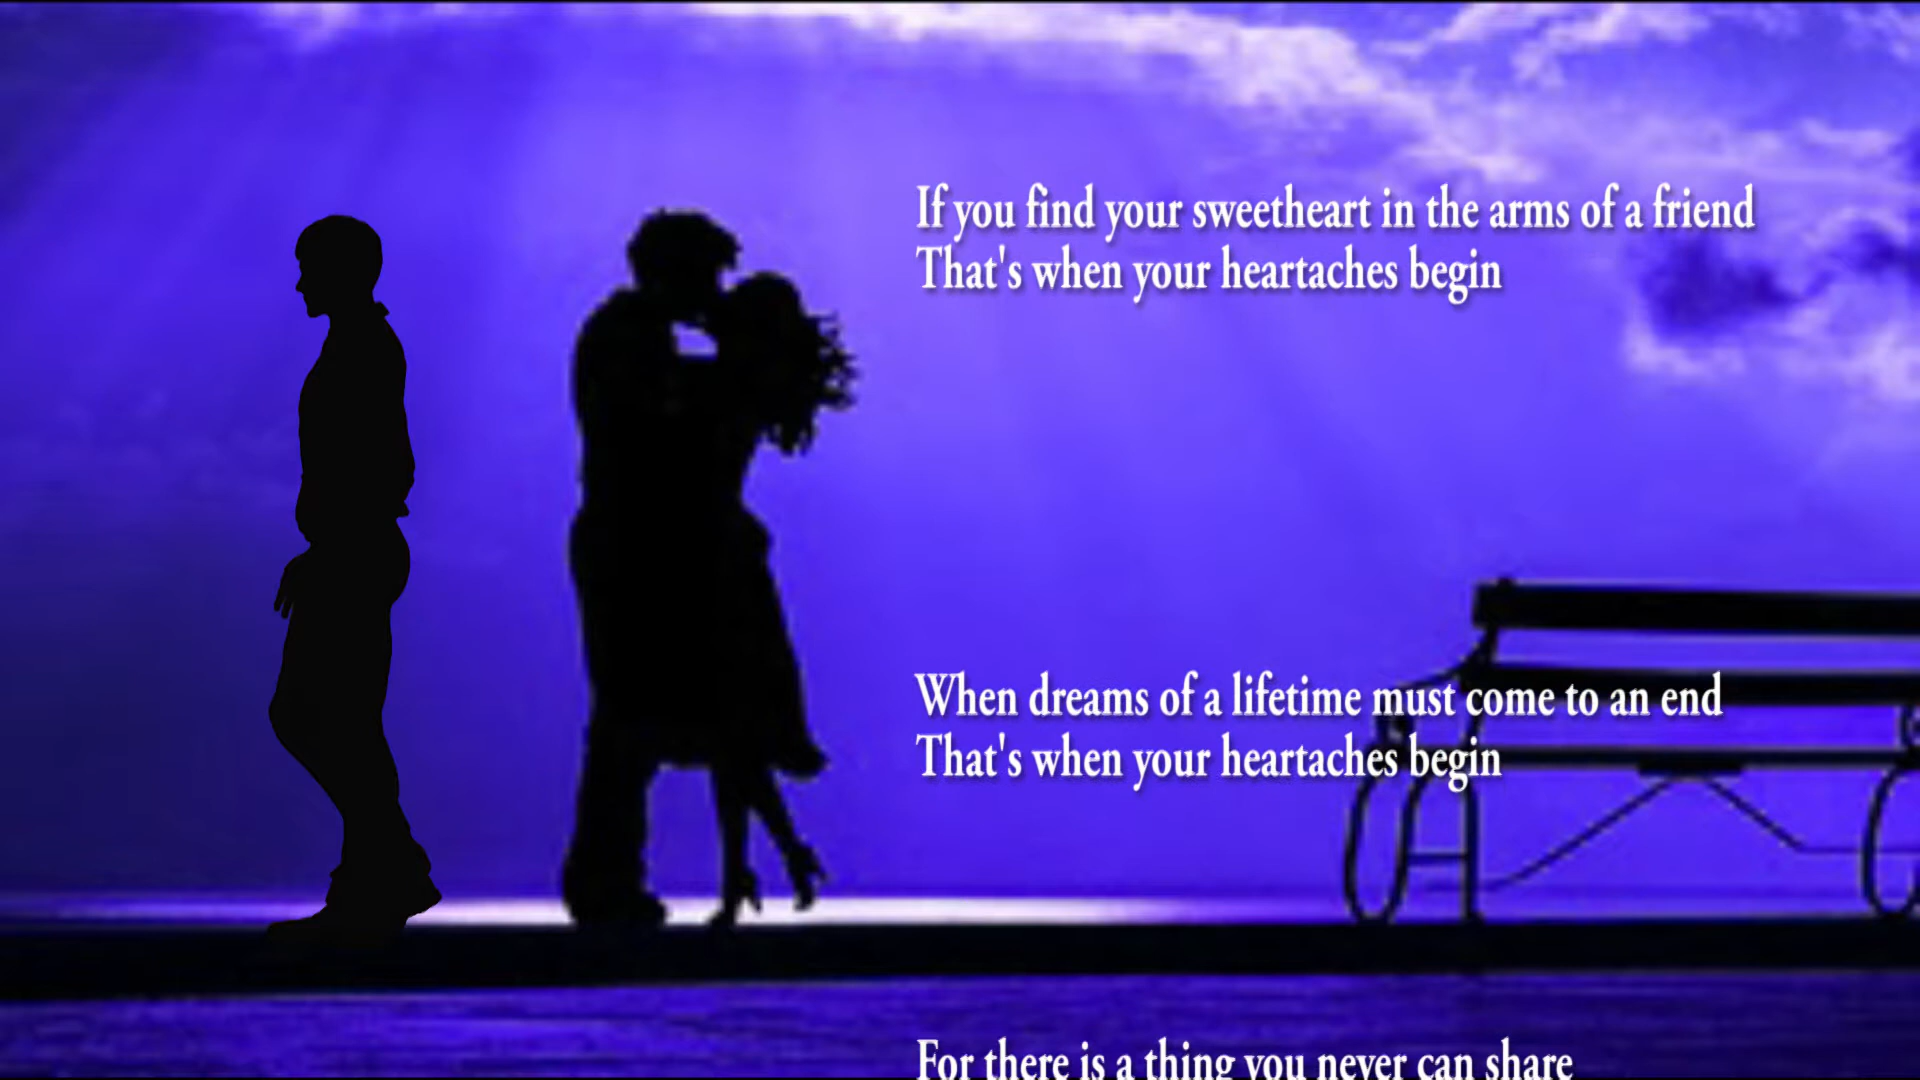 If you find your sweetheart in the arms of a friend
That's when your heartaches begin
When dreams of a lifetime must come to an end
That's when your heartaches begin
For there is a thing you never can share